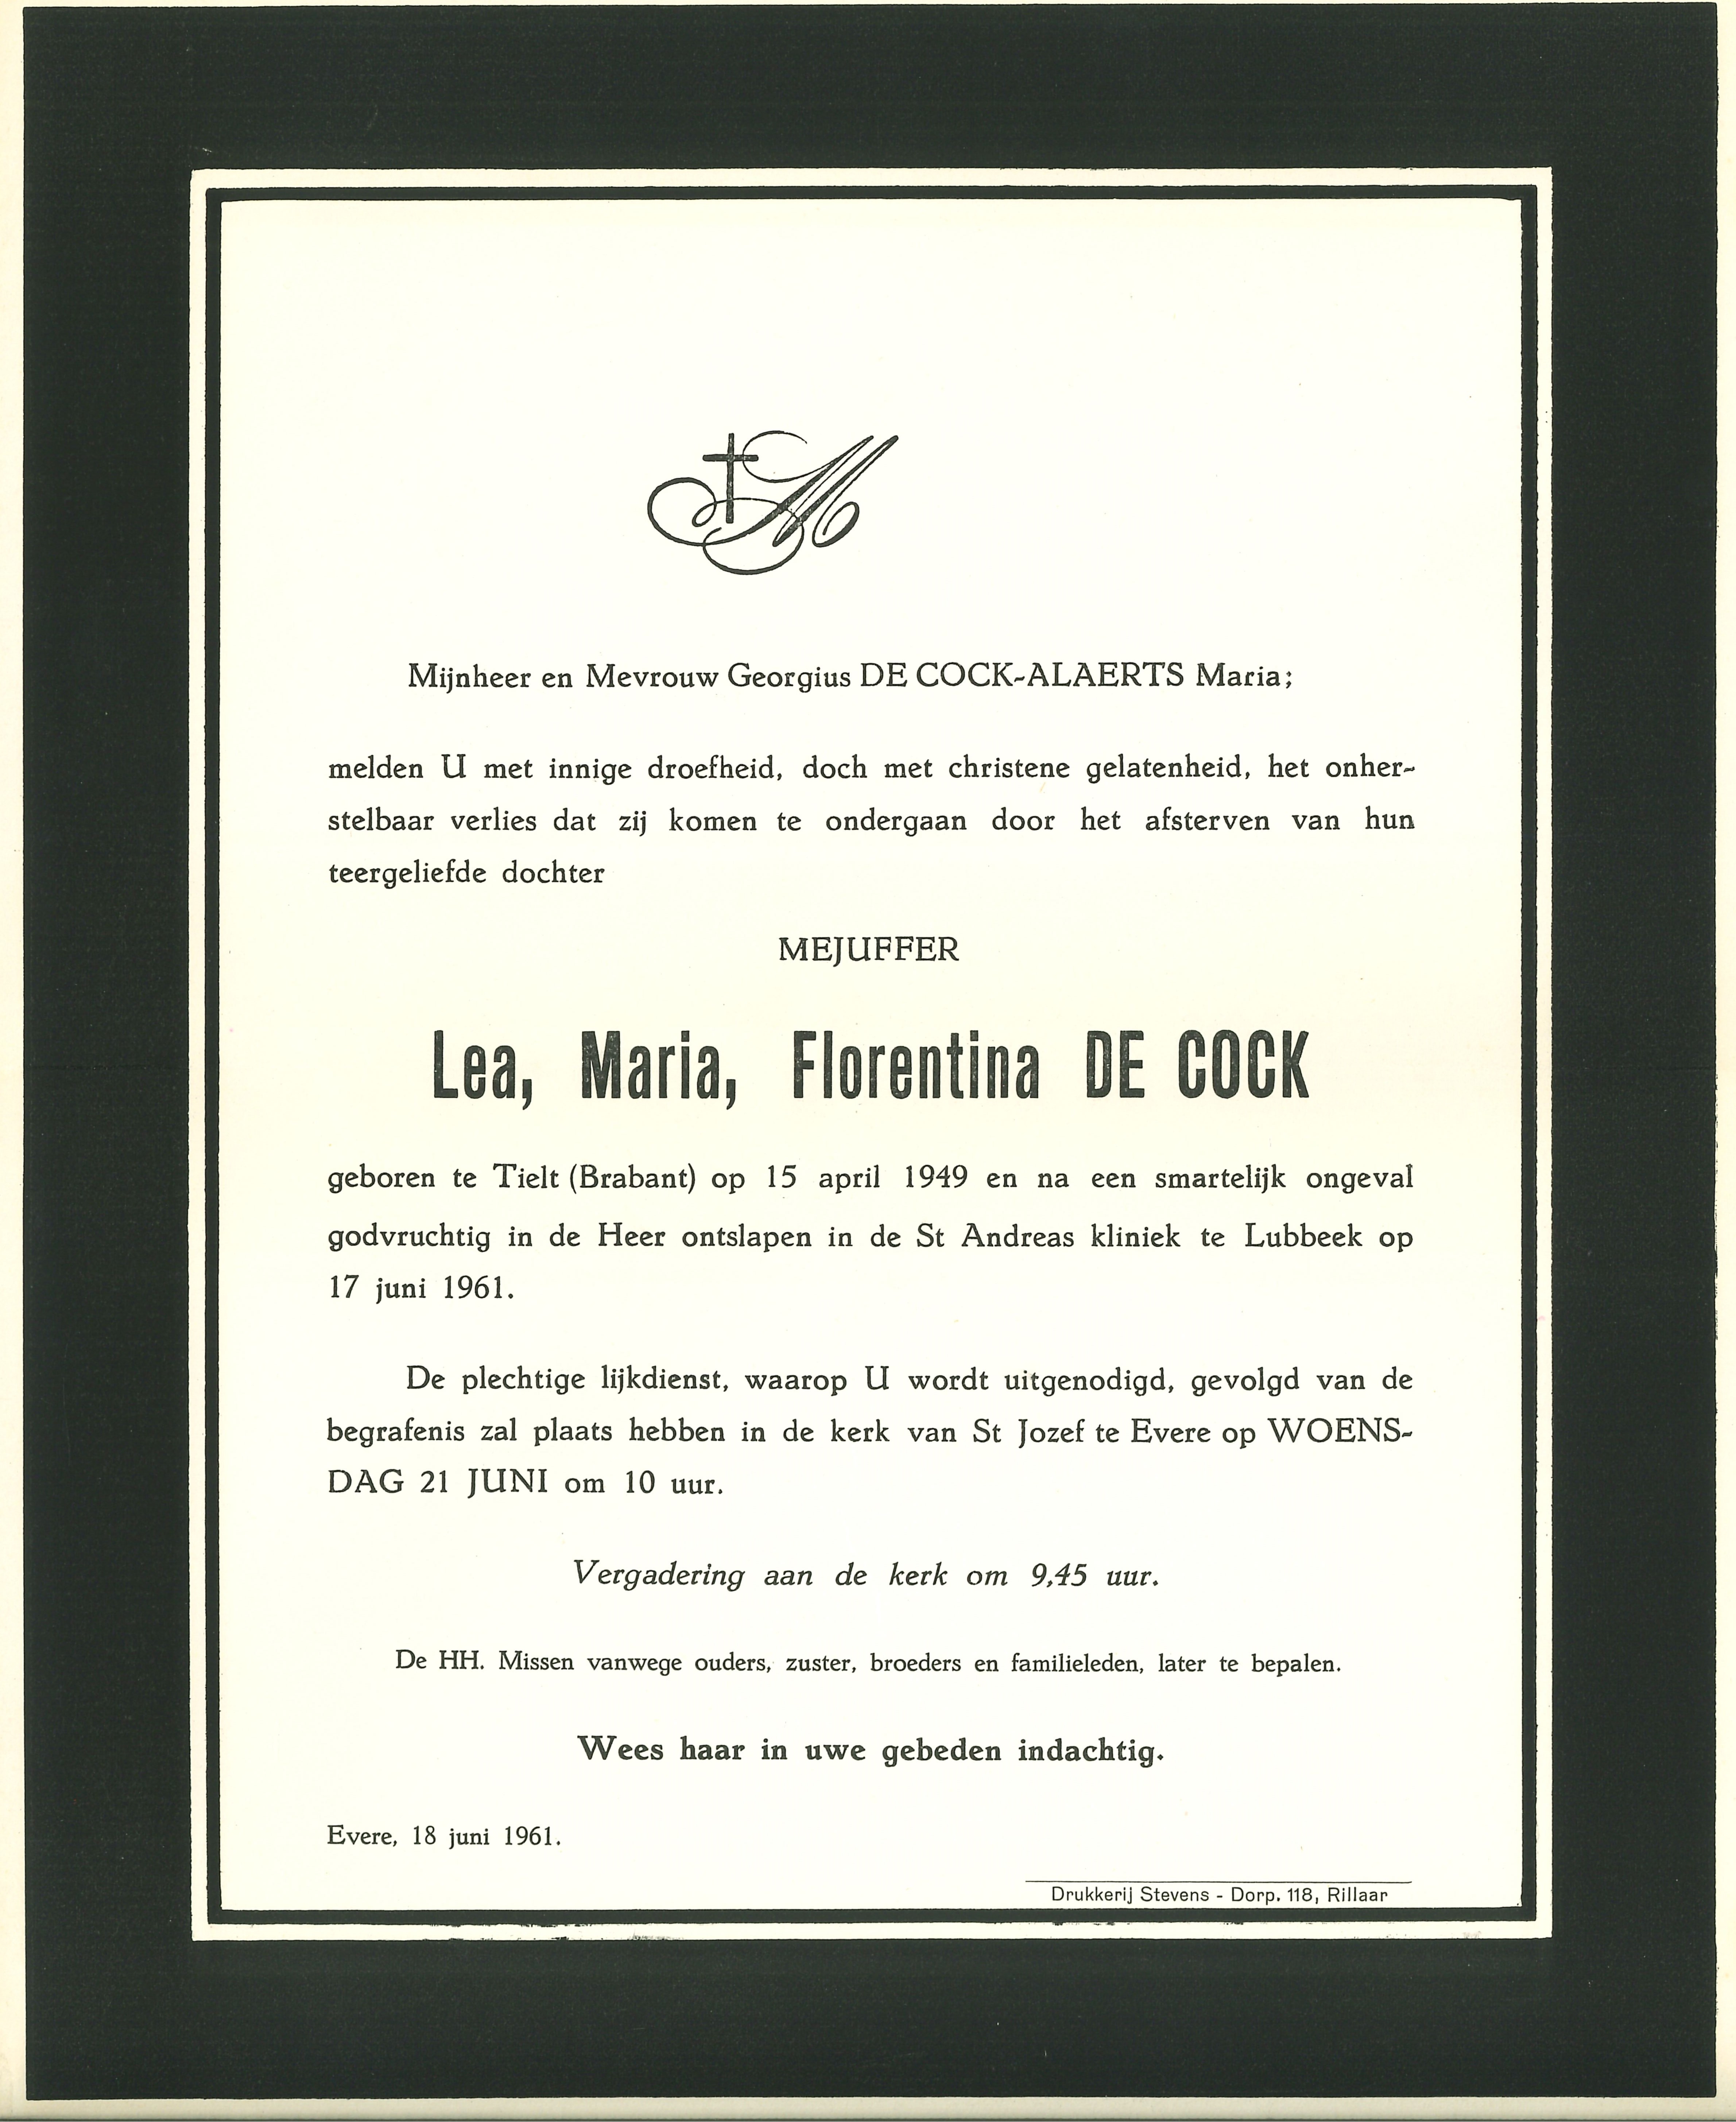 M
Mijnheer en Mevrouw Georgius DE COCK-ALAERTS Maria;
melden U met innige droefheid, doch met christene gelatenheid, het onher-
stelbaar verlies dat zij komen te ondergaan door het afsterven van hun
teergeliefde dochter
MEJUFFER
Lea, Maria, Florentina DE COCK
geboren te Tielt (Brabant) op 15 april 1949 en na een smartelijk ongeval
godvruchtig in de Heer ontslapen in de St Andreas kliniek te Lubbeek op
17 juni 1961.
De plechtige lijkdienst, waarop U wordt uitgenodigd, gevolgd van de
begrafenis zal plaats hebben in de kerk van St Jozef te Evere op WOENS-
DAG 21 JUNI om 10 uur.
Vergadering aan de kerk om 9,45 uur.
De HH. Missen vanwege ouders, zuster, broeders en familieleden, later te bepalen.
Wees haar in uwe gebeden indachtig.
Evere, 18 juni 1961.
Drukkerij Stevens - Dorp. 118, Rillaar